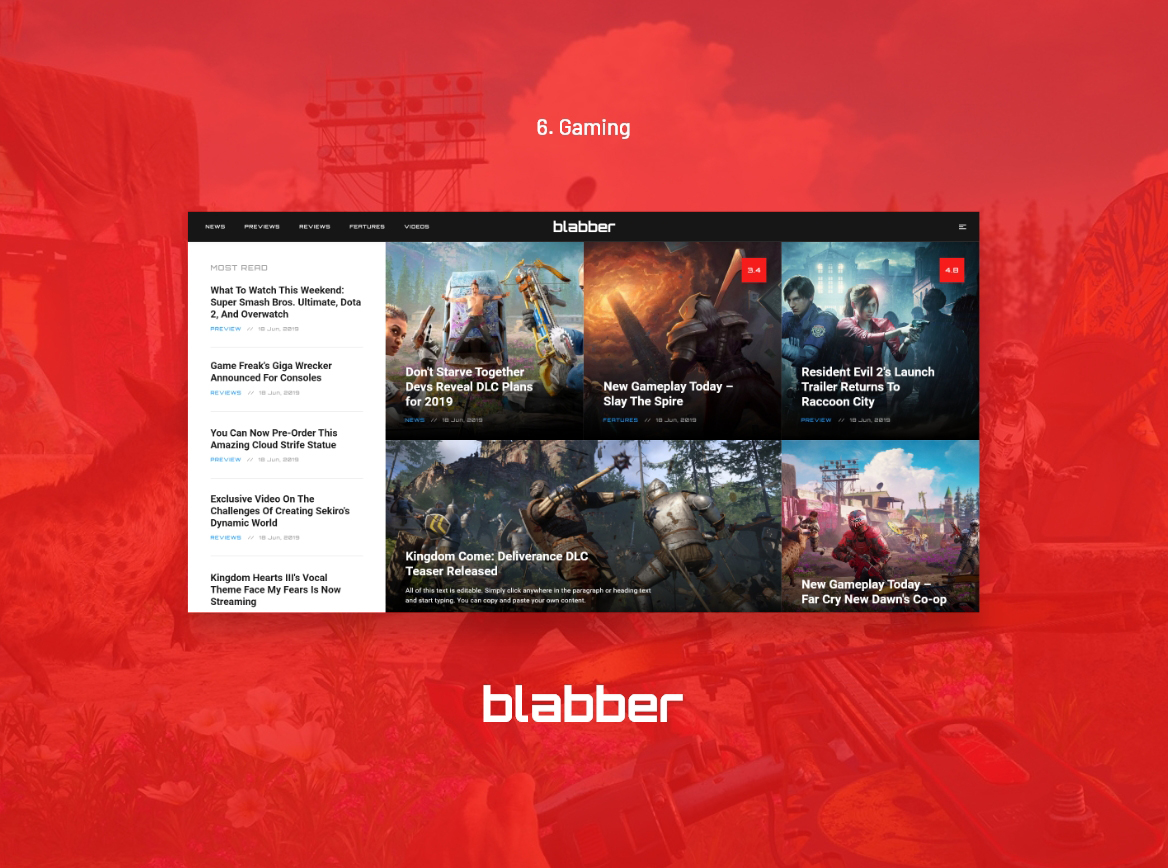 6. Gaming
NEWS PREVIEWS REVIEWS FEATURES VIDEOS
blabber
MOST READ
What To Watch This Weekend:
Super Smash Bros. Ultimate, Dota
2, And Overwatch
PREVIEW // 18 Jun, 2019
Game Freak's Giga Wrecker
Announced For Consoles
REVIEWS // 18 Jun, 2019
You Can Now Pre-Order This
Amazing Cloud Strife Statue
PREVIEW // 18 Jun, 2019
Exclusive Video On The
Challenges Of Creating Sekiro's
Dynamic World
REVIEWS // 18 Jun, 2019
Kingdom Hearts III's Vocal
Theme Face My Fears Is Now
Streaming
Don't Starve Together
Devs Reveal DLC Plans
for 2019
NEWS // 18 Jun, 2019
3.4
New Gameplay Today –
Slay The Spire
FEATURES // 18 Jun, 2019
4.8
Resident Evil 2's Launch
Trailer Returns To
Raccoon City
PREVIEW // 18 Jun, 2019
Kingdom Come: Deliverance DLC
Teaser Released
All of this text is editable. Simply click anywhere in the paragraph or heading text
and start typing. You can copy and paste your own content.
New Gameplay Today –
Far Cry New Dawn's Co-op
blabber